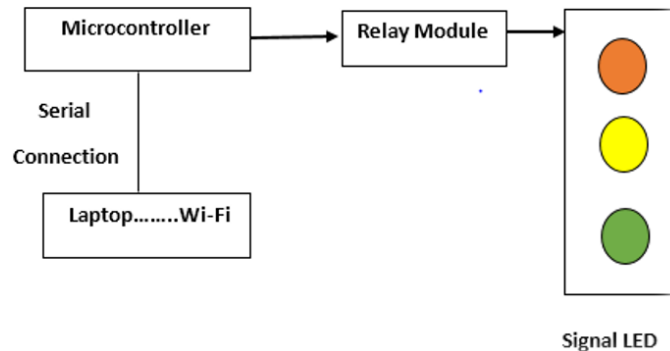 Microcontroller
Relay Module
Serial
Connection
Laptop........Wi-Fi
Signal LED